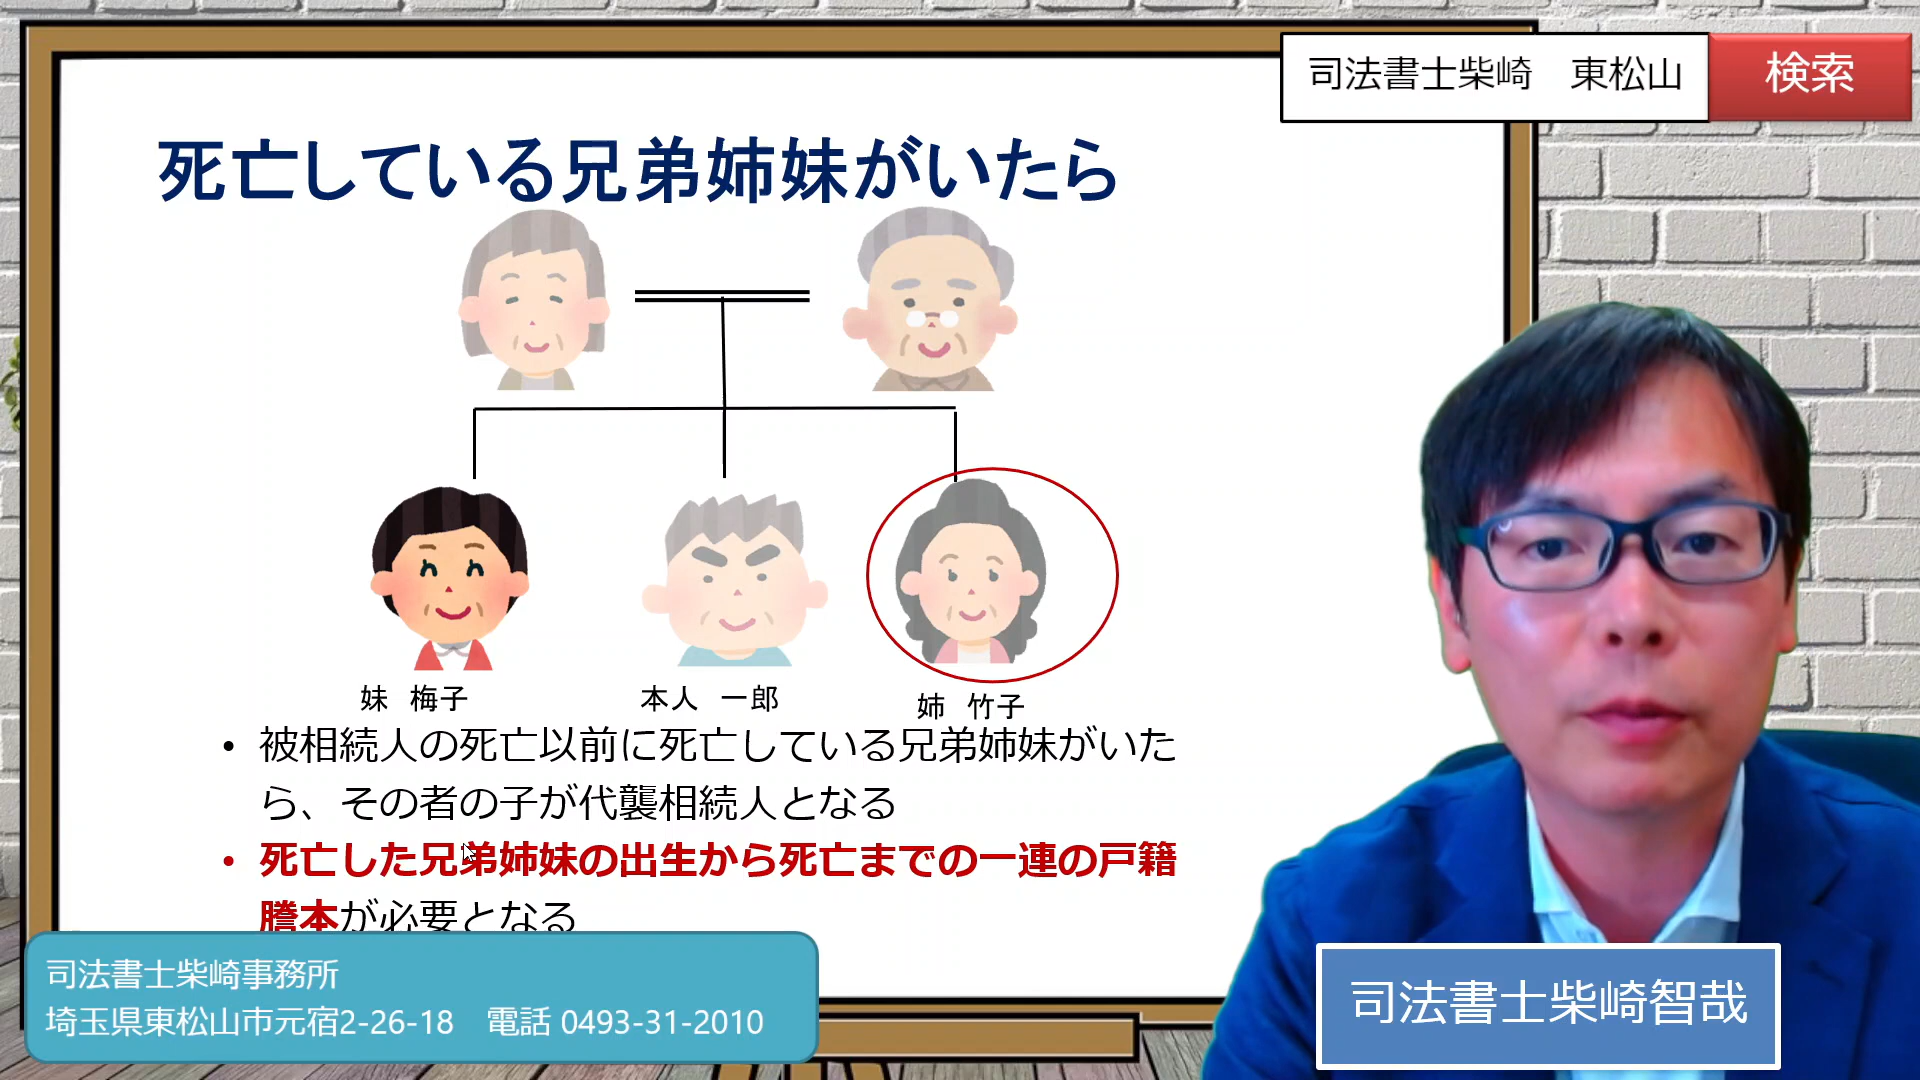 司法書士柴崎　東松山
検索
死亡している兄弟姉妹がいたら
妹　梅子
本人　一郎
姉　竹子
• 被相続人の死亡以前に死亡している兄弟姉妹がいた
ら、その者の子が代襲相続人となる
• 死亡した兄弟姉妹の出生から死亡までの一連の戸籍
謄本が必要となる
司法書士柴崎事務所
埼玉県東松山市元宿2-26-18　電話 0493-31-2010
司法書士柴崎智哉